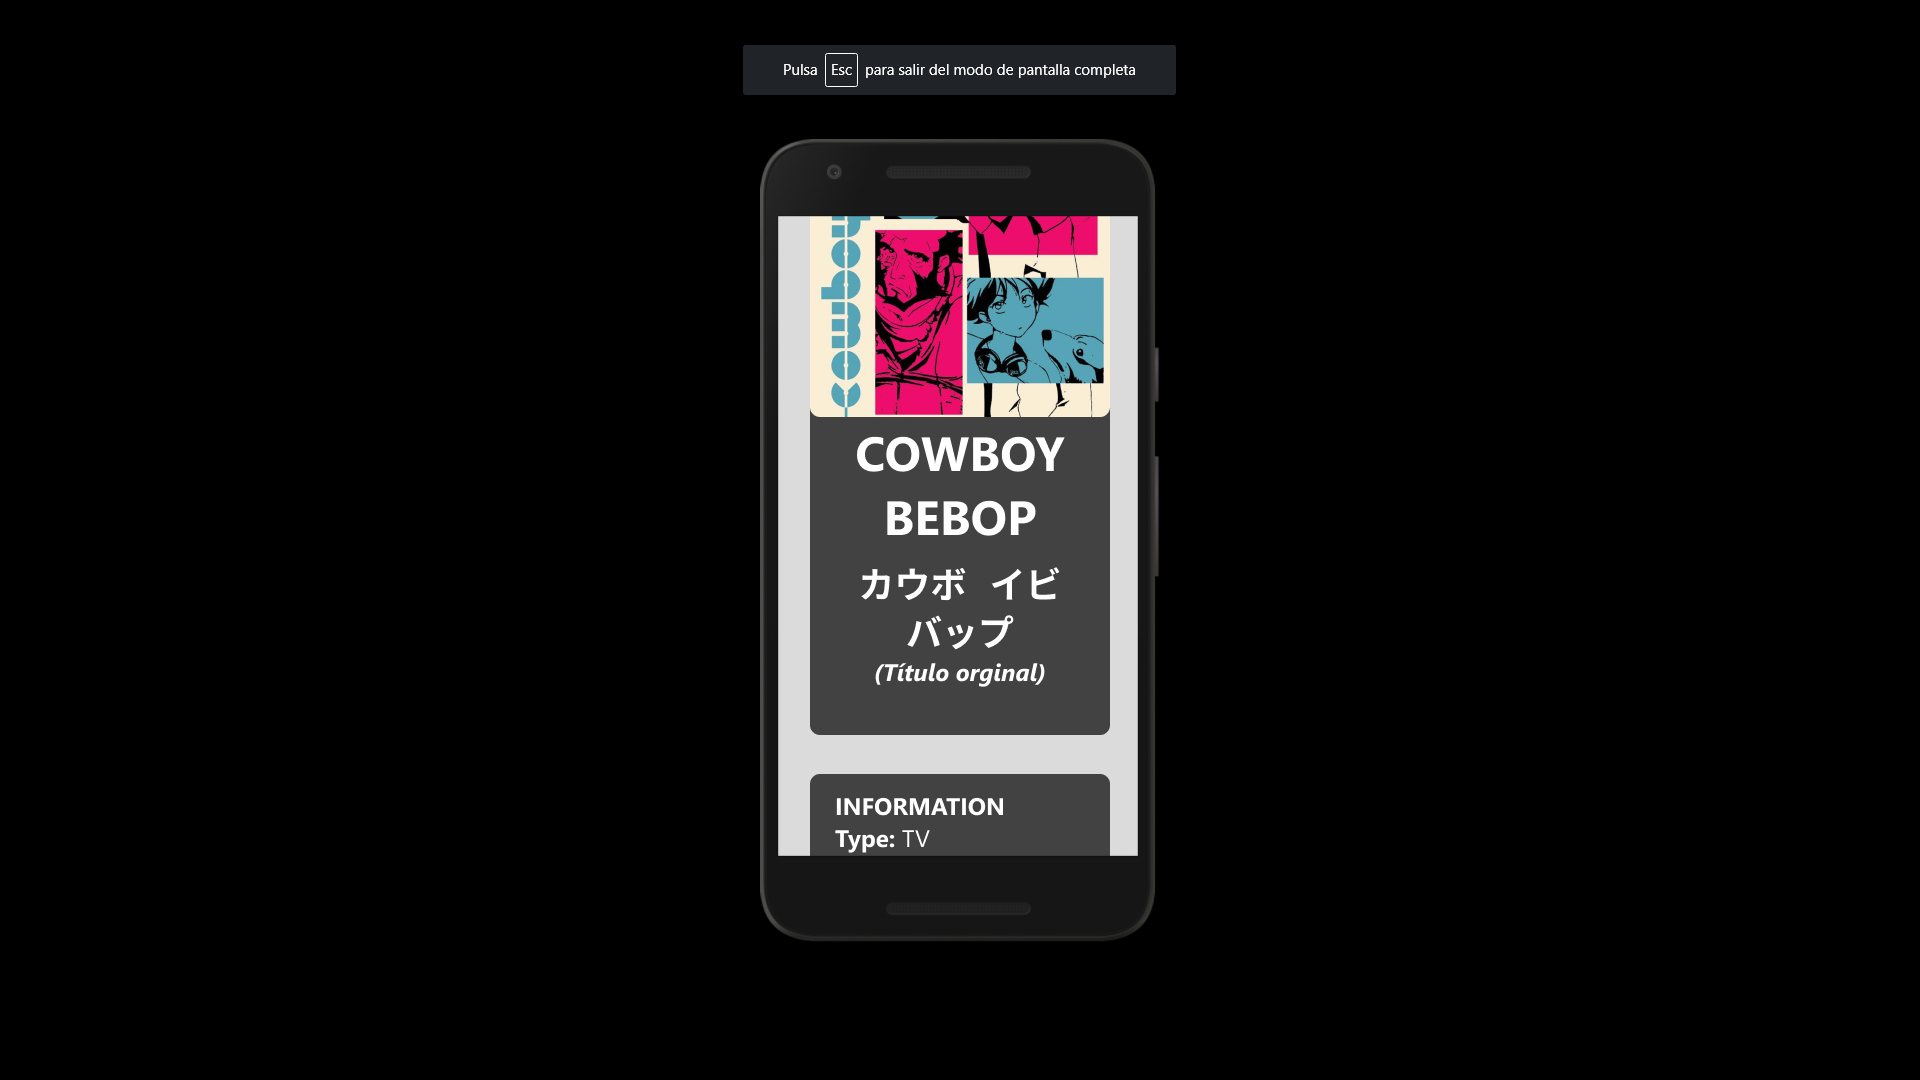 Pulsa Esc para salir del modo de pantalla completa
cowboy
COWBOY
BEBOP
カウボ イビ
バップ
(Título orginal)
INFORMATION
Type: TV